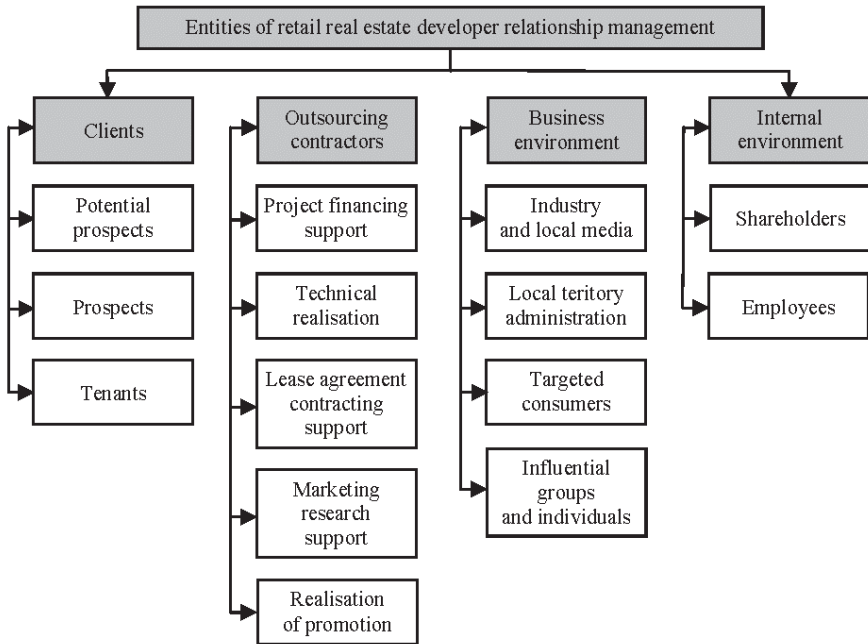 Entities of retail real estate developer relationship management
Clients
Potential
prospects
Prospects
Tenants
Outsourcing
contractors
Project financing
support
Technical
realisation
Lease agreement
contracting
support
Marketing
research
support
Realisation
of promotion
Business
environment
Industry
and local media
Local teritory
administration
Targeted
consumers
Influential
groups
and individuals
Internal
environment
Shareholders
Employees